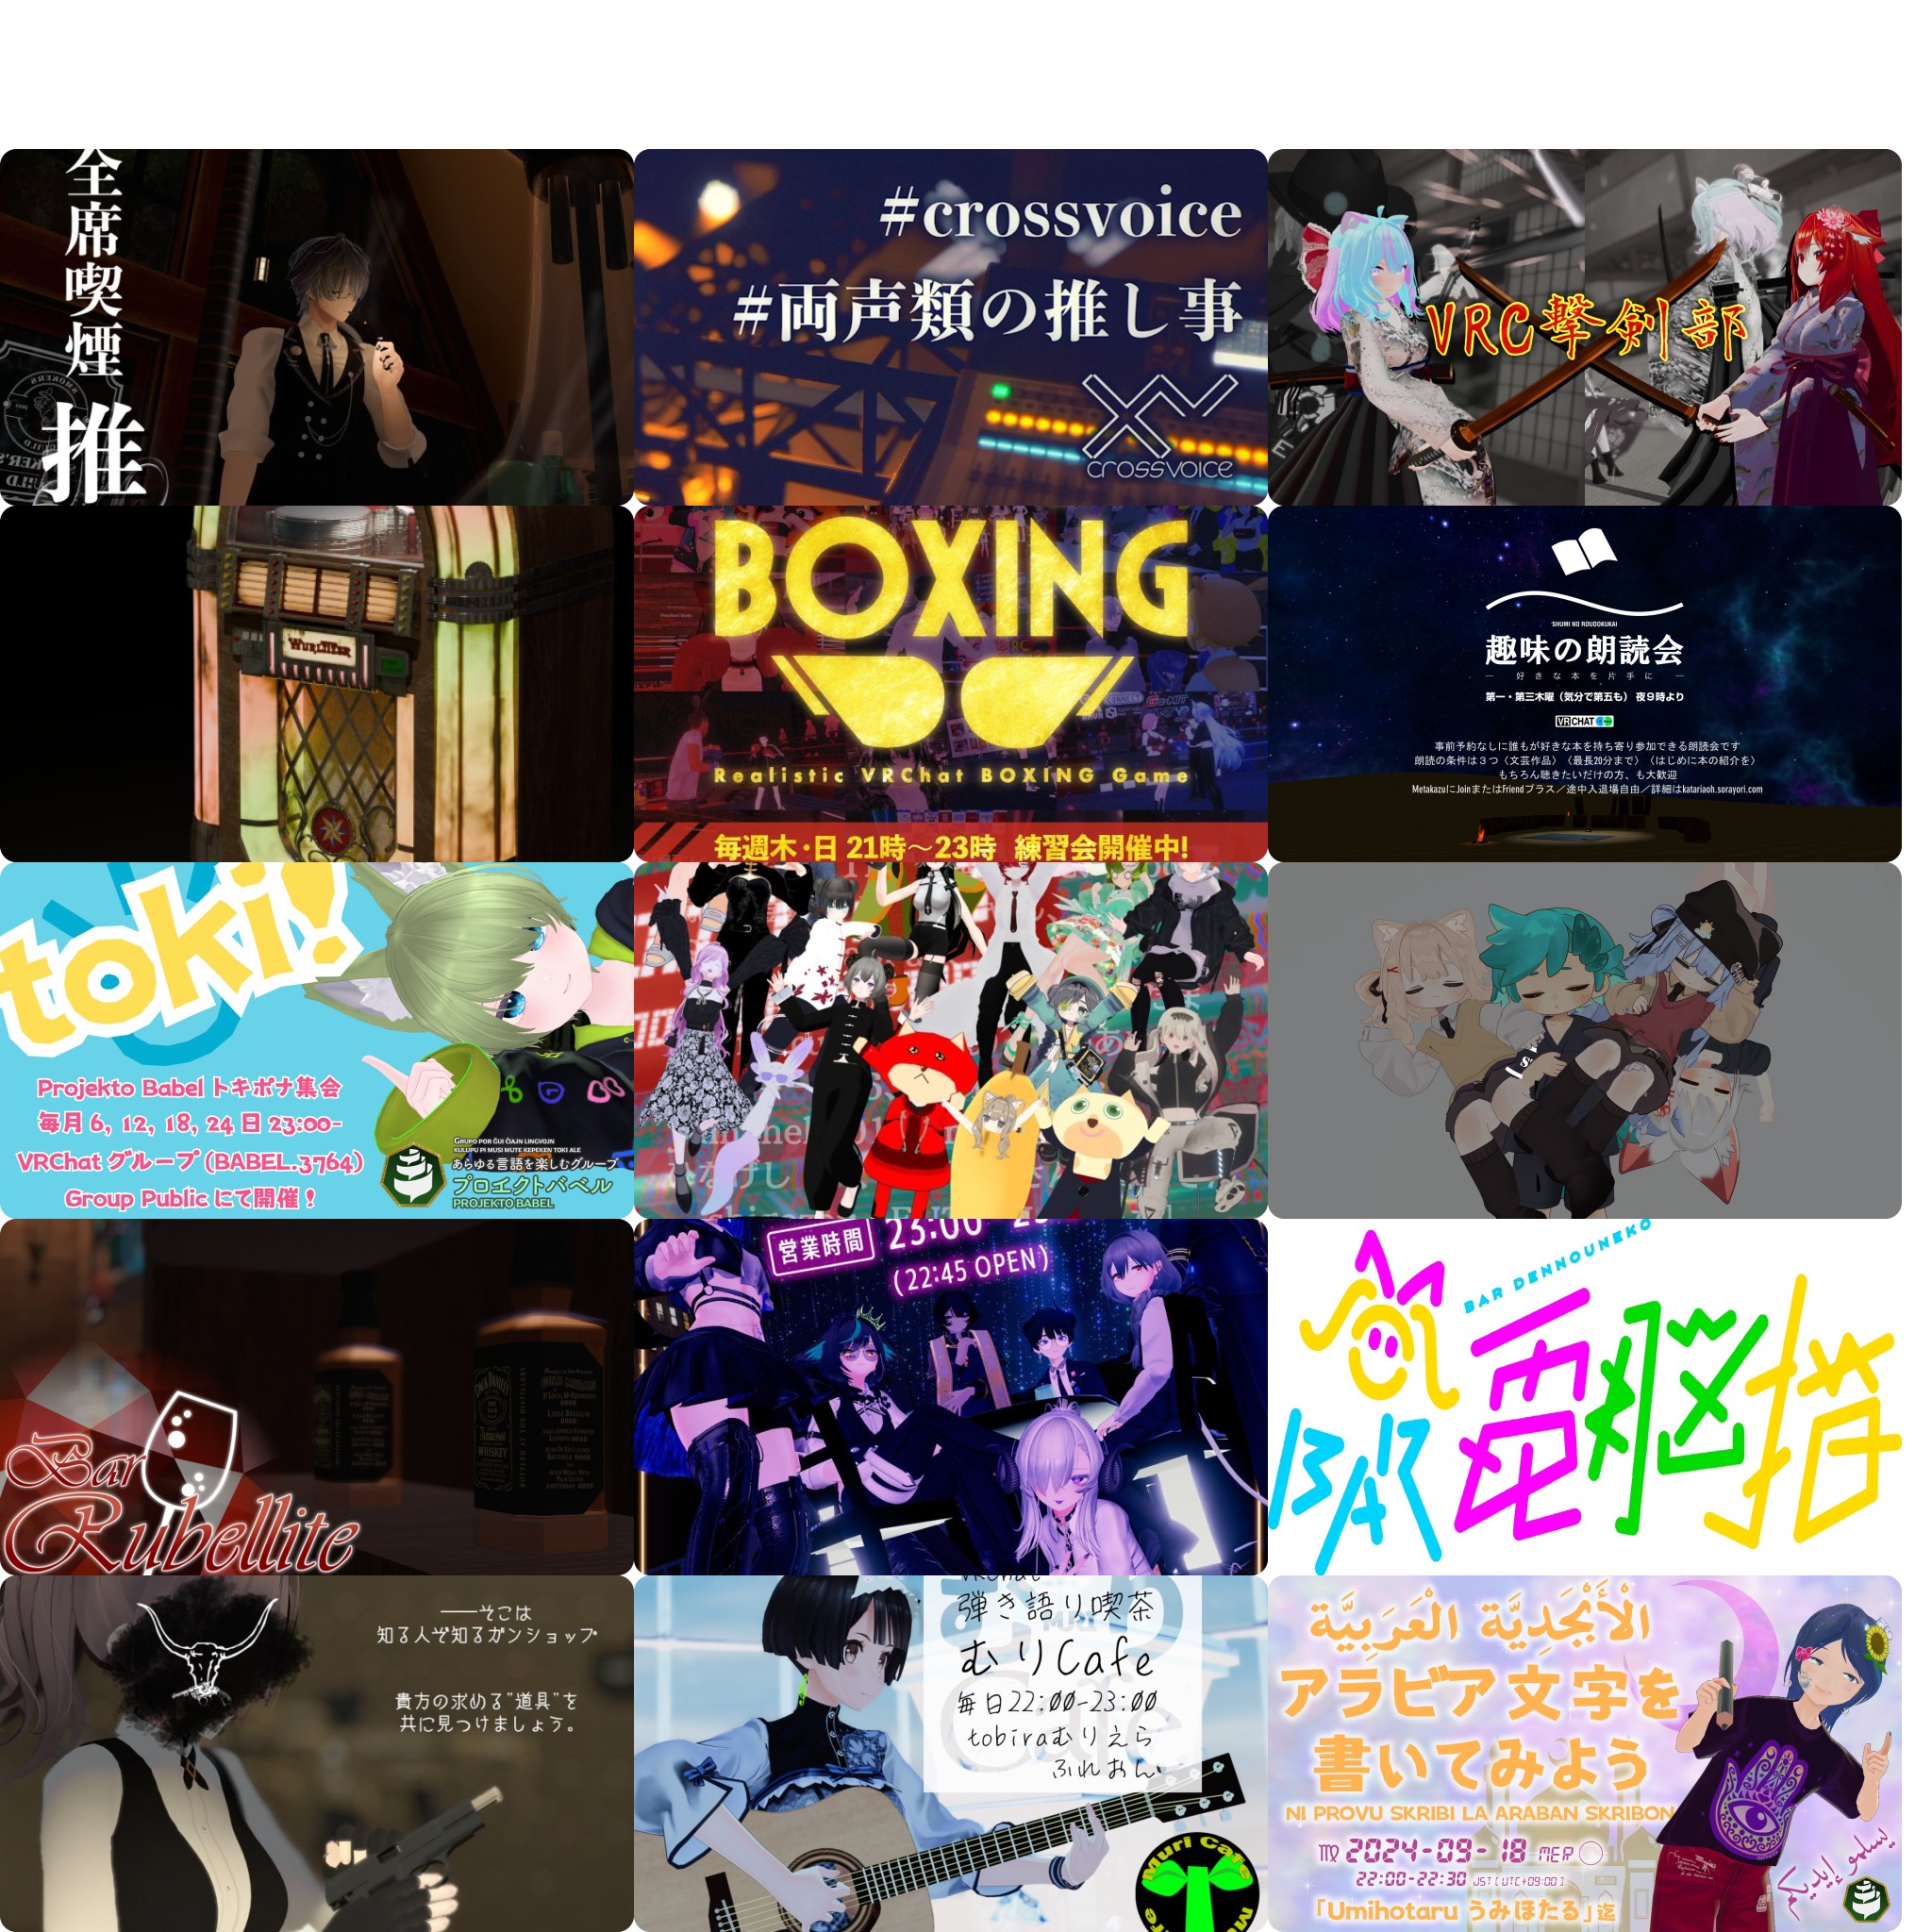 全席喫煙
推
#crossvoice
#両声類の推し事
crossvoice
VRC撃剣部
WURLITZER
BOXING
Realistic VRChat BOXING Game
毎週木・日 21時～23時 練習会開催中!
SHUMI NO ROUDOKUKAI
趣味の朗読会
― 好きな本を片手に ―
第一・第三木曜（気分で第五も） 夜9時より
VRCHAT
事前予約なしに誰もが好きな本を持ち寄り参加できる朗読会です
朗読の条件は３つ〈文芸作品〉〈最長20分まで〉〈はじめに本の紹介を〉
もちろん聴きたいだけの方、も大歓迎
MetakazuにJoinまたはFriendプラス／途中入退場自由／詳細はkatariaoh.sorayori.com
toki!
Projekto Babel トキポナ集会
毎月 6, 12, 18, 24 日 23:00-
VRChat グループ (BABEL.3764)
Group Public にて開催！
GRUPO POR ĜUI ĈIAJN LINGVOJN
KULUPU PI MUSI MUTE KEPEKEN TOKI ALE
あらゆる言語を楽しむグループ
プロエクトバベル
PROJEKTO BABEL
Bar
Rubellite
営業時間
23:00
(22:45 OPEN)
BAR DENNOUNEKO
BAR 電脳猫
――そこは
知る人ぞ知るガンショップ
貴方の求める”道具”を
共に見つけましょう。
VRChat
弾き語り喫茶
むりCafe
毎日22:00-23:00
tobiraむりえら
ふれおん
Muri Cafe
الأَبْجَدِيَّة الْعَرَبِيَّة
アラビア文字を
書いてみよう
NI PROVU SKRIBI LA ARABAN SKRIBON
♍ 2024-09-18 MER
22:00-22:30 JST [UTC+09:00]
「Umihotaru うみほたる」迄